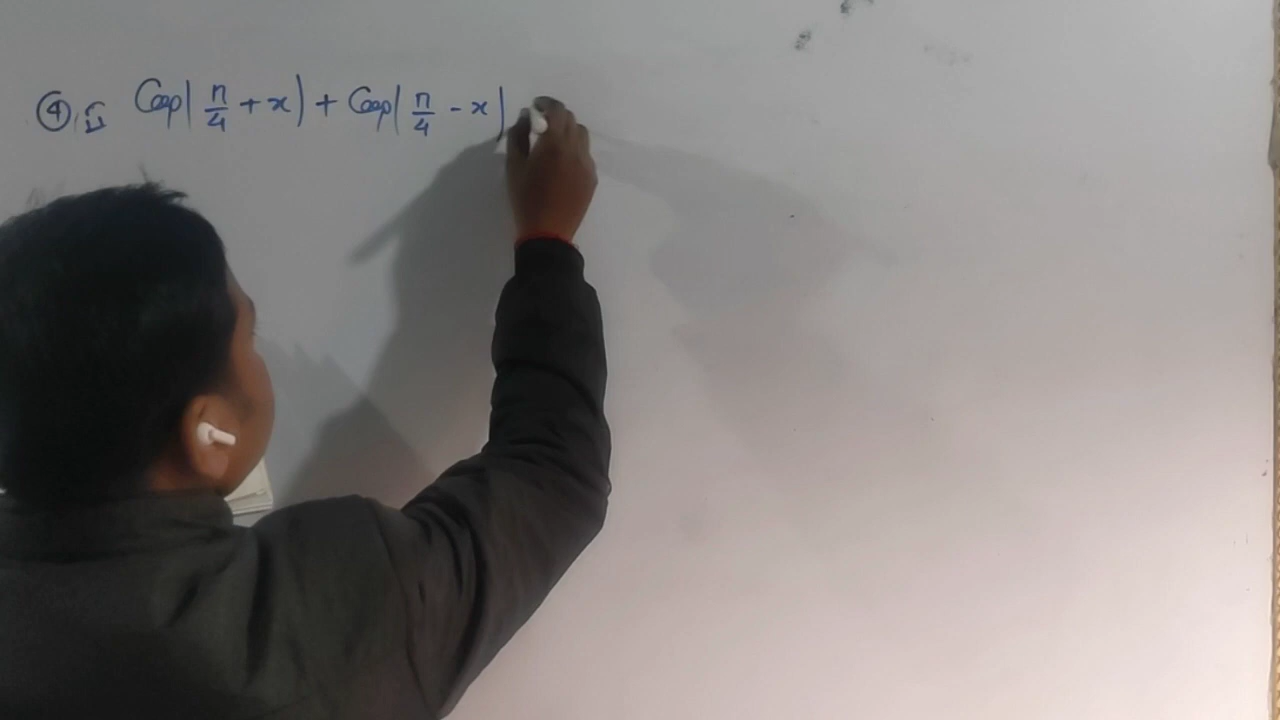 ④ Cos(π/4 + x) + Cos(π/4 - x)